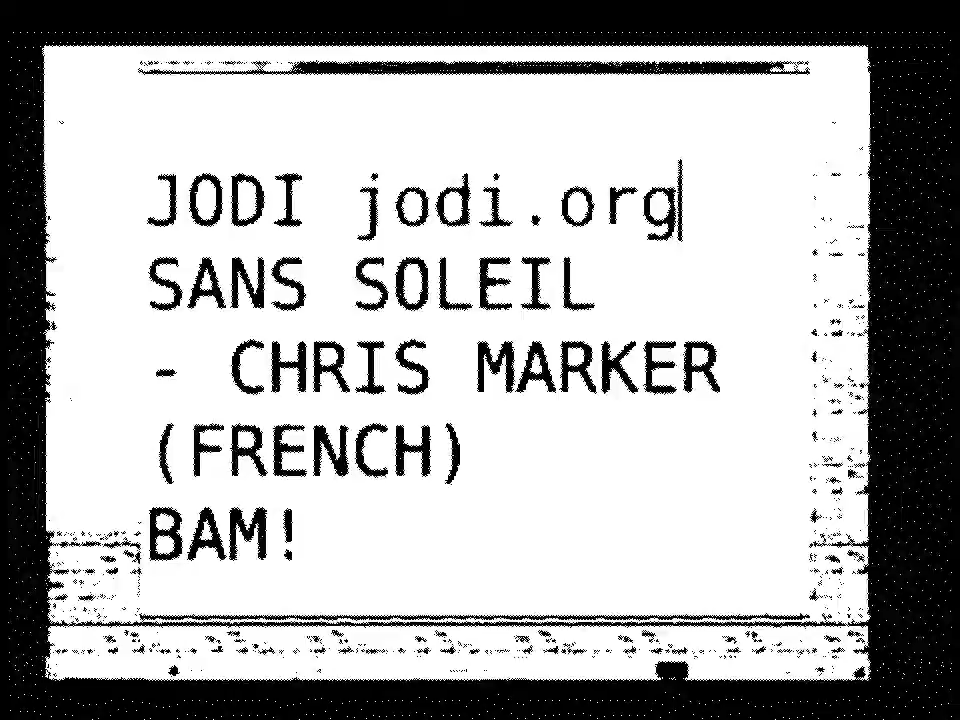 JODI jodi.org
SANS SOLEIL
- CHRIS MARKER
(FRENCH)
BAM!